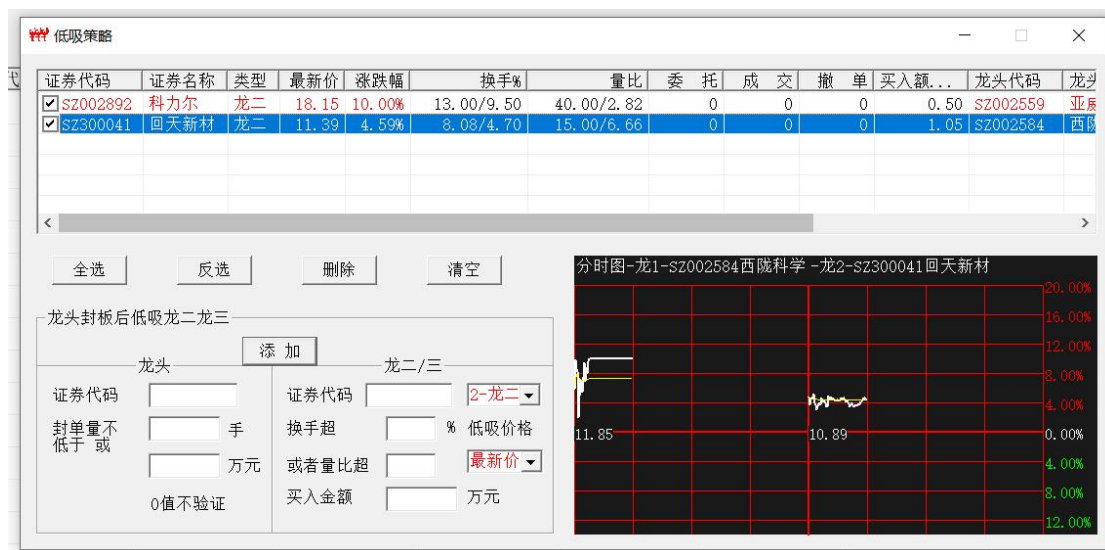 低吸策略
证券代码 证券名称 类型 最新价 涨跌幅 换手% 量比 委 托 成 交 撤 单 买入额... 龙头代码
SZ002892 科力尔 龙二 18.15 10.00% 13.00/9.50 40.00/2.82 0 0 0 0.50 SZ002559
SZ300041 回天新材 龙二 11.39 4.59% 8.08/4.70 15.00/6.66 0 0 0 1.05 SZ002584
全选 反选 删除 清空
分时图-龙1-SZ002584西陇科学 -龙2-SZ300041回天新材
20.00%
16.00%
12.00%
8.00%
4.00%
11.85 10.89 0.00%
4.00%
8.00%
12.00%
龙头封板后低吸龙二龙三
添 加
龙头 龙二/三
证券代码 证券代码 2-龙二
封单量不
低于 或 手 换手超 % 低吸价格
万元 或者量比超 最新价
0值不验证 买入金额 万元